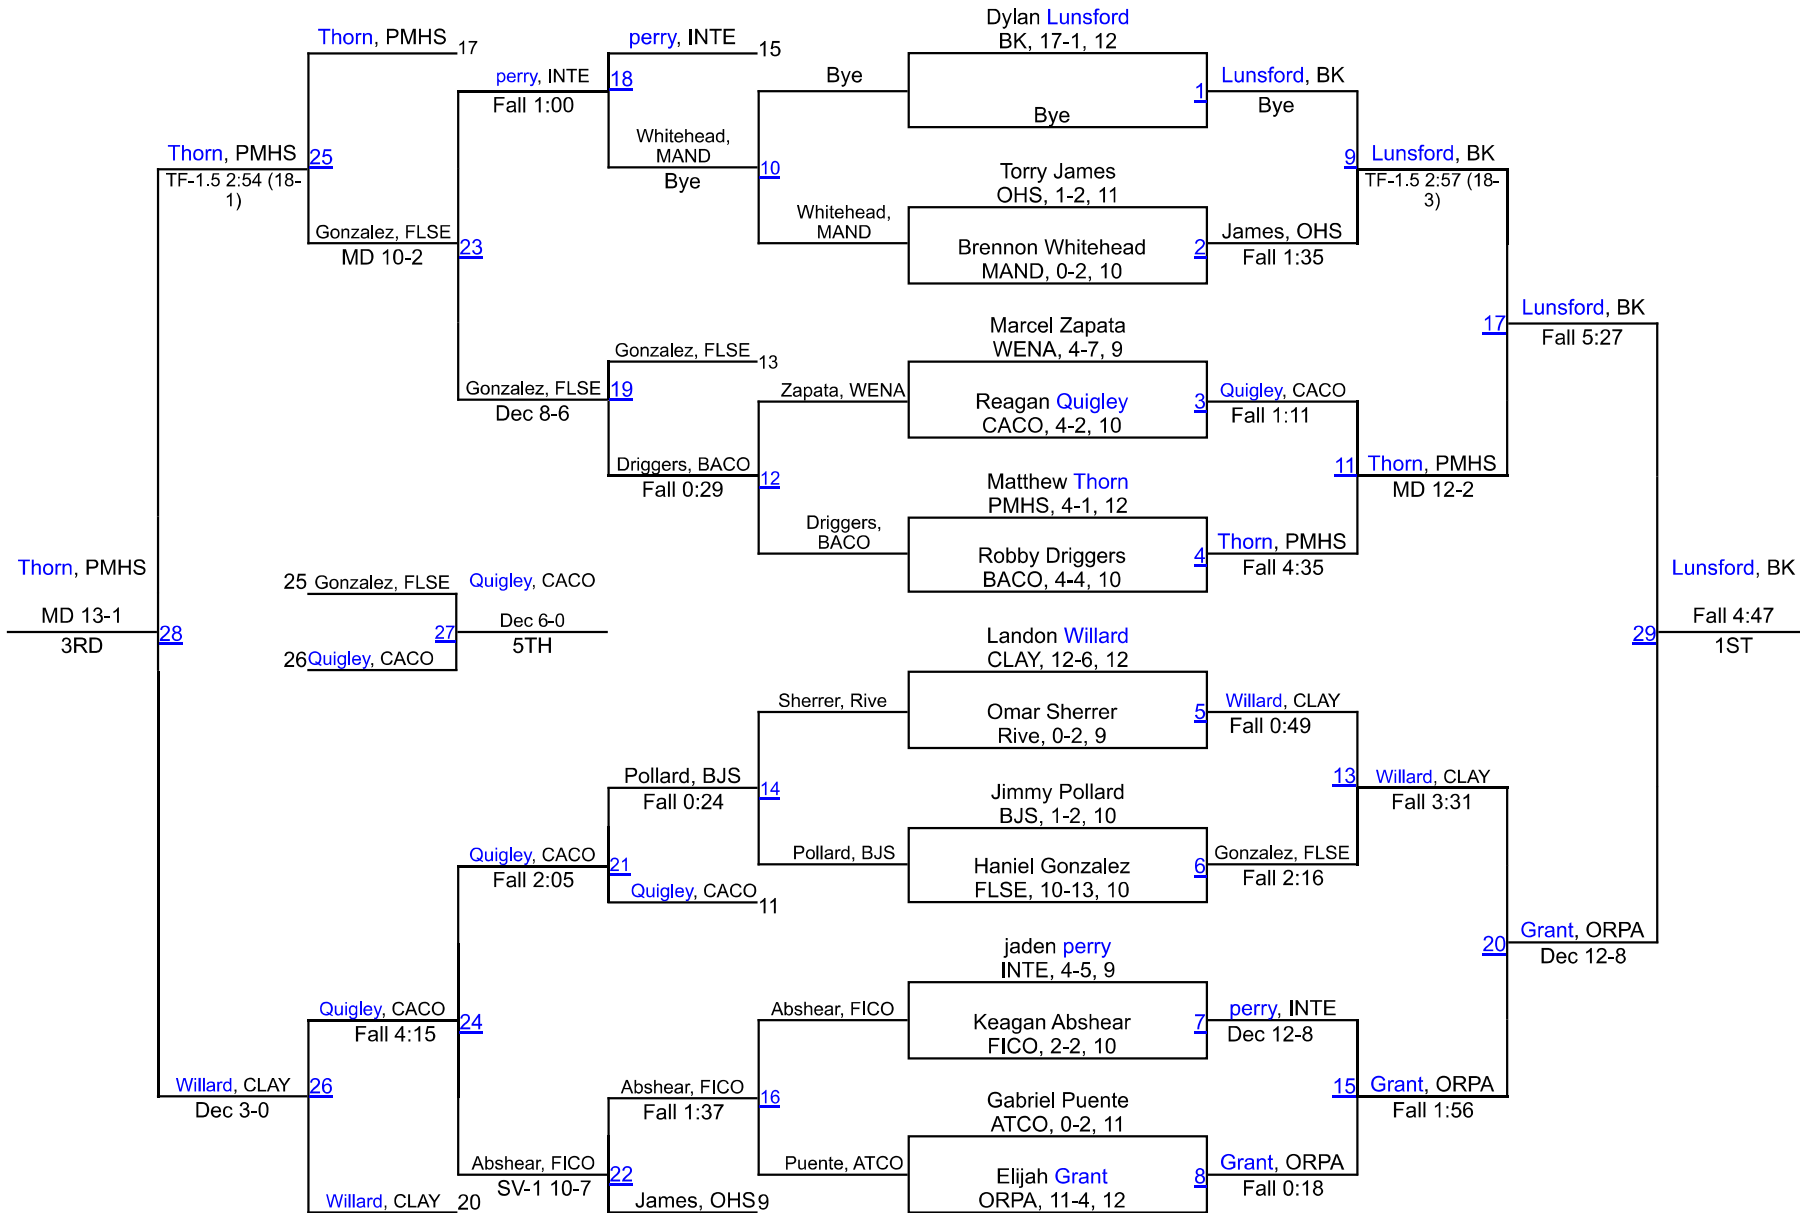 Thorn, PMHS
17
perry, INTE
15
Dylan Lunsford
BK, 17-1, 12
perry, INTE
Fall 1:00
18
Bye
Bye
1
Lunsford, BK
Bye
Whitehead,
MAND
Bye
10
Thorn, PMHS
TF-1.5 2:54 (18-
1)
25
Torry James
OHS, 1-2, 11
9
Lunsford, BK
TF-1.5 2:57 (18-
3)
Gonzalez, FLSE
MD 10-2
23
Whitehead,
MAND
Brennon Whitehead
MAND, 0-2, 10
2
James, OHS
Fall 1:35
Marcel Zapata
WENA, 4-7, 9
17
Lunsford, BK
Fall 5:27
Gonzalez, FLSE
13
Gonzalez, FLSE
Dec 8-6
19
Zapata, WENA
Reagan Quigley
CACO, 4-2, 10
3
Quigley, CACO
Fall 1:11
Driggers, BACO
Fall 0:29
12
Matthew Thorn
PMHS, 4-1, 12
11
Thorn, PMHS
MD 12-2
Driggers,
BACO
Robby Driggers
BACO, 4-4, 10
4
Thorn, PMHS
Fall 4:35
Thorn, PMHS
MD 13-1
3RD
28
25
Gonzalez, FLSE
26
Quigley, CACO
27
Quigley, CACO
Dec 6-0
5TH
Lunsford, BK
Fall 4:47
1ST
29
Landon Willard
CLAY, 12-6, 12
Sherrer, Rive
Omar Sherrer
Rive, 0-2, 9
5
Willard, CLAY
Fall 0:49
Pollard, BJS
Fall 0:24
14
Jimmy Pollard
BJS, 1-2, 10
13
Willard, CLAY
Fall 3:31
Quigley, CACO
Fall 2:05
21
Pollard, BJS
Haniel Gonzalez
FLSE, 10-13, 10
6
Gonzalez, FLSE
Fall 2:16
Quigley, CACO
11
jaden perry
INTE, 4-5, 9
20
Grant, ORPA
Dec 12-8
Quigley, CACO
Fall 4:15
24
Abshear, FICO
Keagan Abshear
FICO, 2-2, 10
7
perry, INTE
Dec 12-8
Willard, CLAY
Dec 3-0
26
Abshear, FICO
Fall 1:37
16
Gabriel Puente
ATCO, 0-2, 11
15
Grant, ORPA
Fall 1:56
Abshear, FICO
SV-1 10-7
22
Puente, ATCO
Elijah Grant
ORPA, 11-4, 12
8
Grant, ORPA
Fall 0:18
Willard, CLAY
20
James, OHS
9